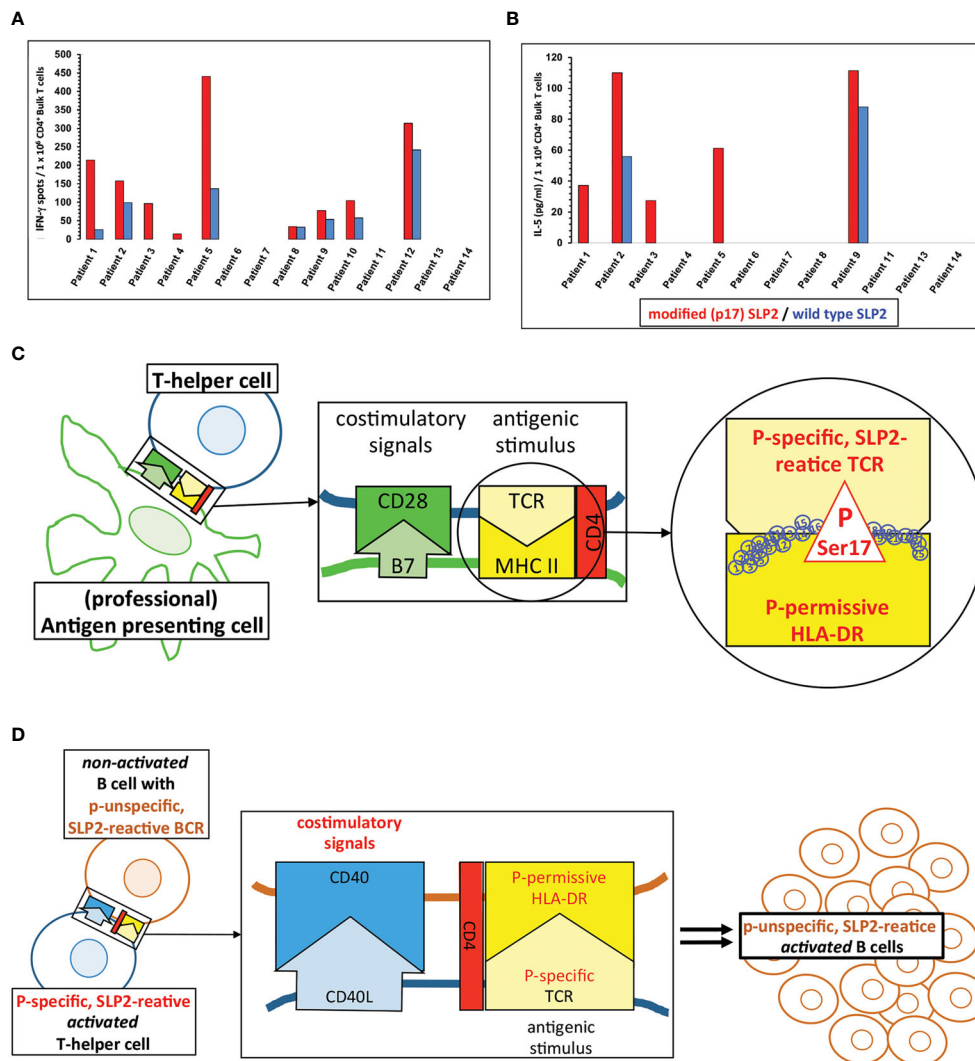 A
500
450
400
350
300
250
200
150
100
50
0
IFN-γ spots / 1 x 10⁶ CD4⁺ Bulk T cells
Patient 1
Patient 2
Patient 3
Patient 4
Patient 5
Patient 6
Patient 7
Patient 8
Patient 9
Patient 10
Patient 11
Patient 12
Patient 13
Patient 14
B
120
100
80
60
40
20
0
IL-5 (pg/ml) / 1 x 10⁶ CD4⁺ Bulk T cells
Patient 1
Patient 2
Patient 3
Patient 4
Patient 5
Patient 6
Patient 7
Patient 8
Patient 9
Patient 11
Patient 13
Patient 14
modified (p17) SLP2 / wild type SLP2
C
T-helper cell
(professional)
Antigen presenting cell
costimulatory
signals
antigenic
stimulus
CD28
B7
TCR
MHC II
CD4
P-specific, SLP2-
reatice TCR
P
Ser17
P-permissive
HLA-DR
D
non-activated
B cell with
p-unspecific,
SLP2-reactive BCR
P-specific, SLP2-reative
activated
T-helper cell
costimulatory
signals
CD40
CD40L
CD4
P-permissive
HLA-DR
P-specific
TCR
antigenic
stimulus
p-unspecific, SLP2-reatice
activated B cells